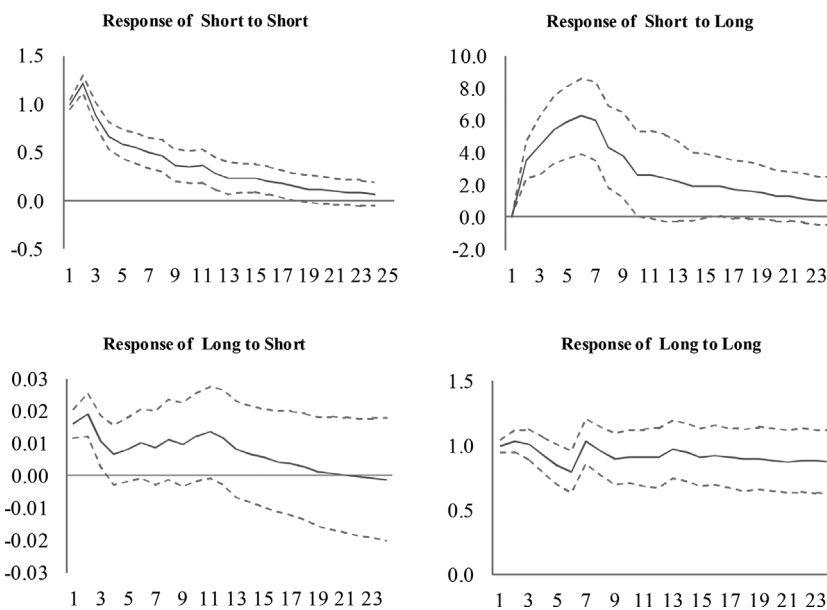 Response of Short to Short
1.5
1.0
0.5
0.0
-0.5
1 3 5 7 9 11 13 15 17 19 21 23 25
Response of Short to Long
10.0
8.0
6.0
4.0
2.0
0.0
-2.0
1 3 5 7 9 11 13 15 17 19 21 23
Response of Long to Short
0.03
0.02
0.01
0.00
-0.01
-0.02
-0.03
1 3 5 7 9 11 13 15 17 19 21 23
Response of Long to Long
1.5
1.0
0.5
0.0
1 3 5 7 9 11 13 15 17 19 21 23